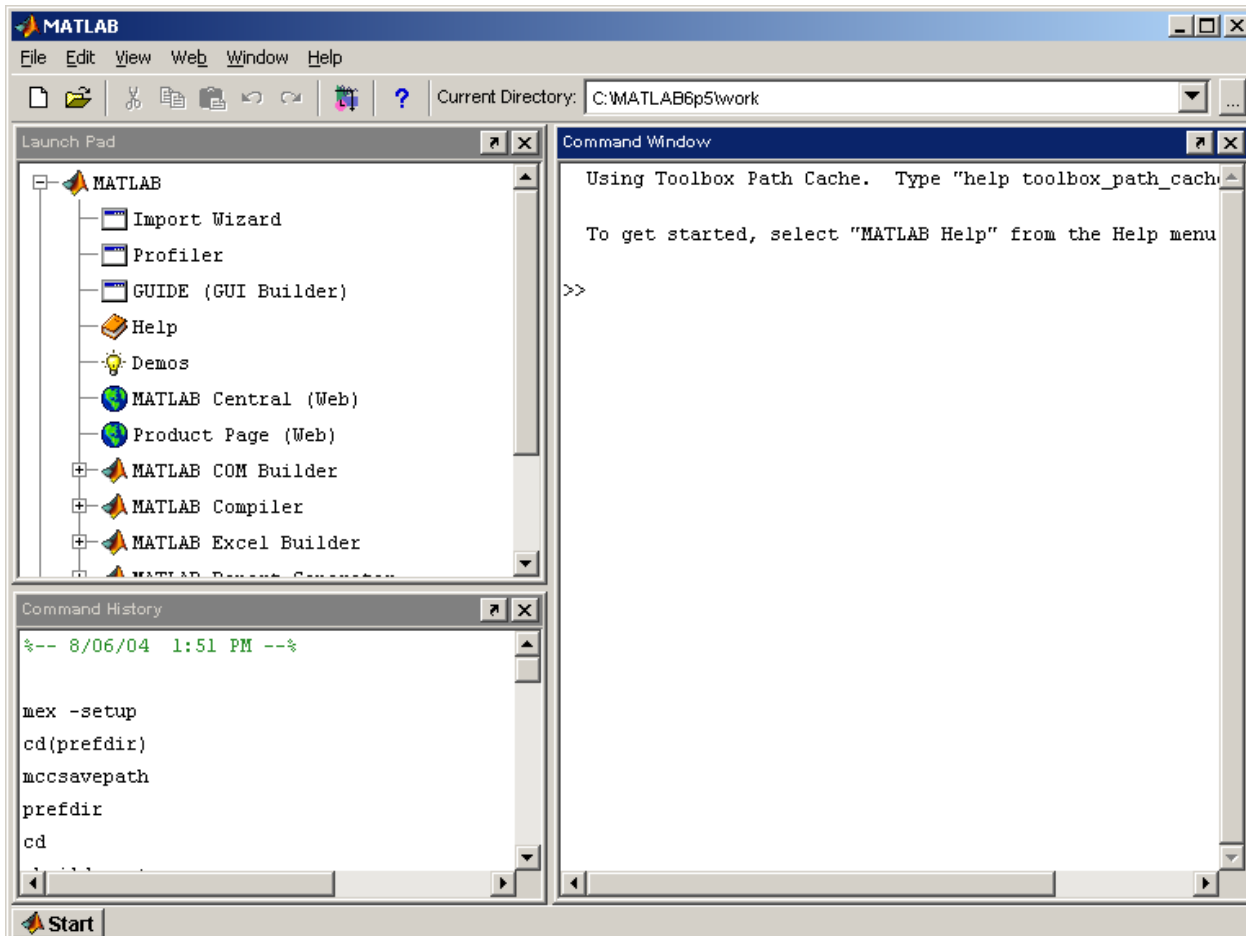 MATLAB
File Edit View Web Window Help
Current Directory: C:\MATLAB6p5\work
...
Launch Pad
MATLAB
Import Wizard
Profiler
GUIDE (GUI Builder)
Help
Demos
MATLAB Central (Web)
Product Page (Web)
MATLAB COM Builder
MATLAB Compiler
MATLAB Excel Builder
MATLAB Report Generator
Command History
%-- 8/06/04 1:51 PM --%
mex -setup
cd(prefdir)
mccsavepath
prefdir
cd
Command Window
Using Toolbox Path Cache. Type "help toolbox_path_cach
To get started, select "MATLAB Help" from the Help menu
>>
Start